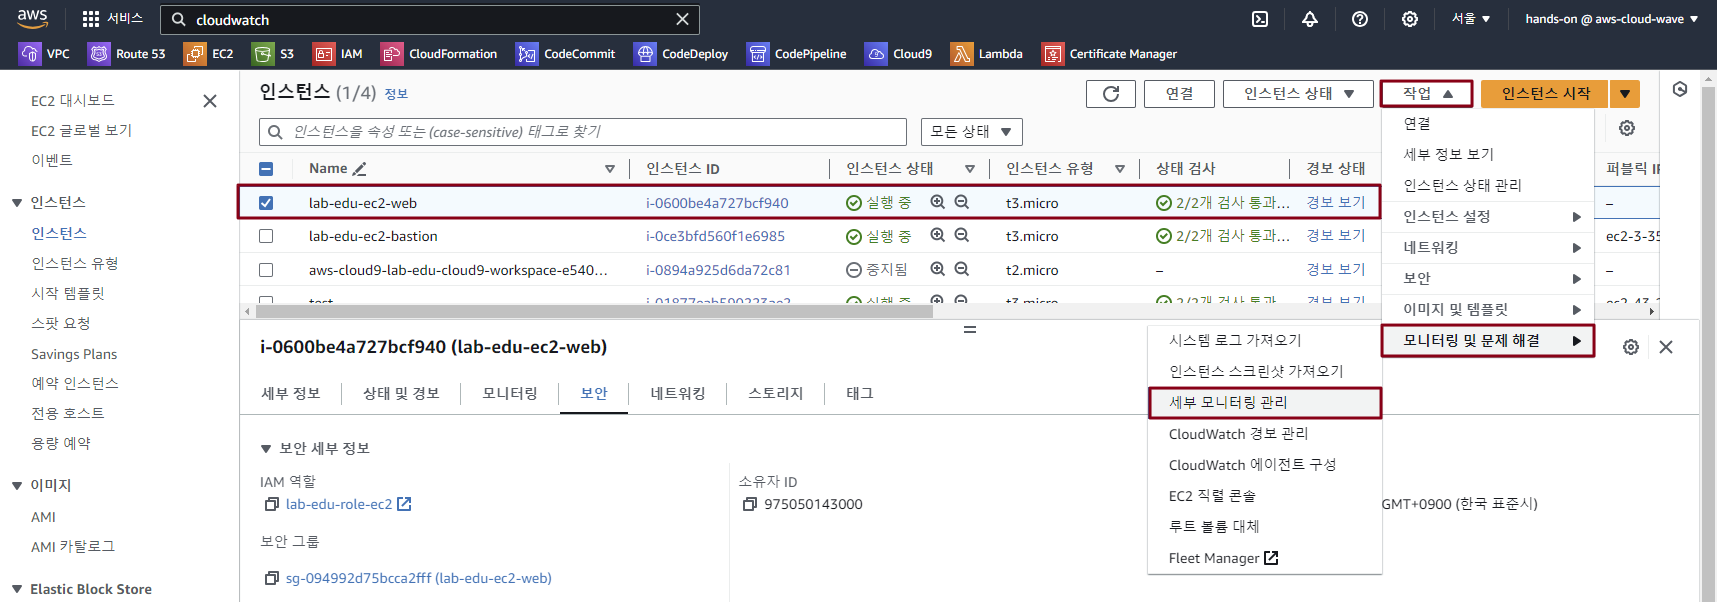 aws 서비스 cloudwatch 서울 hands-on @ aws-cloud-wave
VPC Route 53 EC2 S3 IAM CloudFormation CodeCommit CodeDeploy CodePipeline Cloud9 Lambda Certificate Manager
EC2 대시보드
EC2 글로벌 보기
이벤트
인스턴스
인스턴스
인스턴스 유형
시작 템플릿
스팟 요청
Savings Plans
예약 인스턴스
전용 호스트
용량 예약
이미지
AMI
AMI 카탈로그
Elastic Block Store
인스턴스 (1/4) 정보
연결 인스턴스 상태 작업 인스턴스 시작
인스턴스을 속성 또는 (case-sensitive) 태그로 찾기 모든 상태
Name 인스턴스 ID 인스턴스 상태 인스턴스 유형 상태 검사 경보 상태 퍼블릭 IP
lab-edu-ec2-web i-0600be4a727bcf940 실행 중 t3.micro 2/2개 검사 통과... 경보 보기 –
lab-edu-ec2-bastion i-0ce3bfd560f1e6985 실행 중 t3.micro 2/2개 검사 통과... 경보 보기 ec2-3-35
aws-cloud9-lab-edu-cloud9-workspace-e540... i-0894a925d6da72c81 중지됨 t2.micro – 경보 보기 –
test 실행 중 t3.micro 2/2개 검사 통과... 경보 보기
연결
세부 정보 보기
인스턴스 상태 관리
인스턴스 설정
네트워킹
보안
이미지 및 템플릿
모니터링 및 문제 해결
시스템 로그 가져오기
인스턴스 스크린샷 가져오기
세부 모니터링 관리
CloudWatch 경보 관리
CloudWatch 에이전트 구성
EC2 직렬 콘솔
루트 볼륨 대체
Fleet Manager
i-0600be4a727bcf940 (lab-edu-ec2-web)
세부 정보 상태 및 경보 모니터링 보안 네트워킹 스토리지 태그
보안 세부 정보
IAM 역할
lab-edu-role-ec2
소유자 ID
975050143000
GMT+0900 (한국 표준시)
보안 그룹
sg-094992d75bcca2fff (lab-edu-ec2-web)